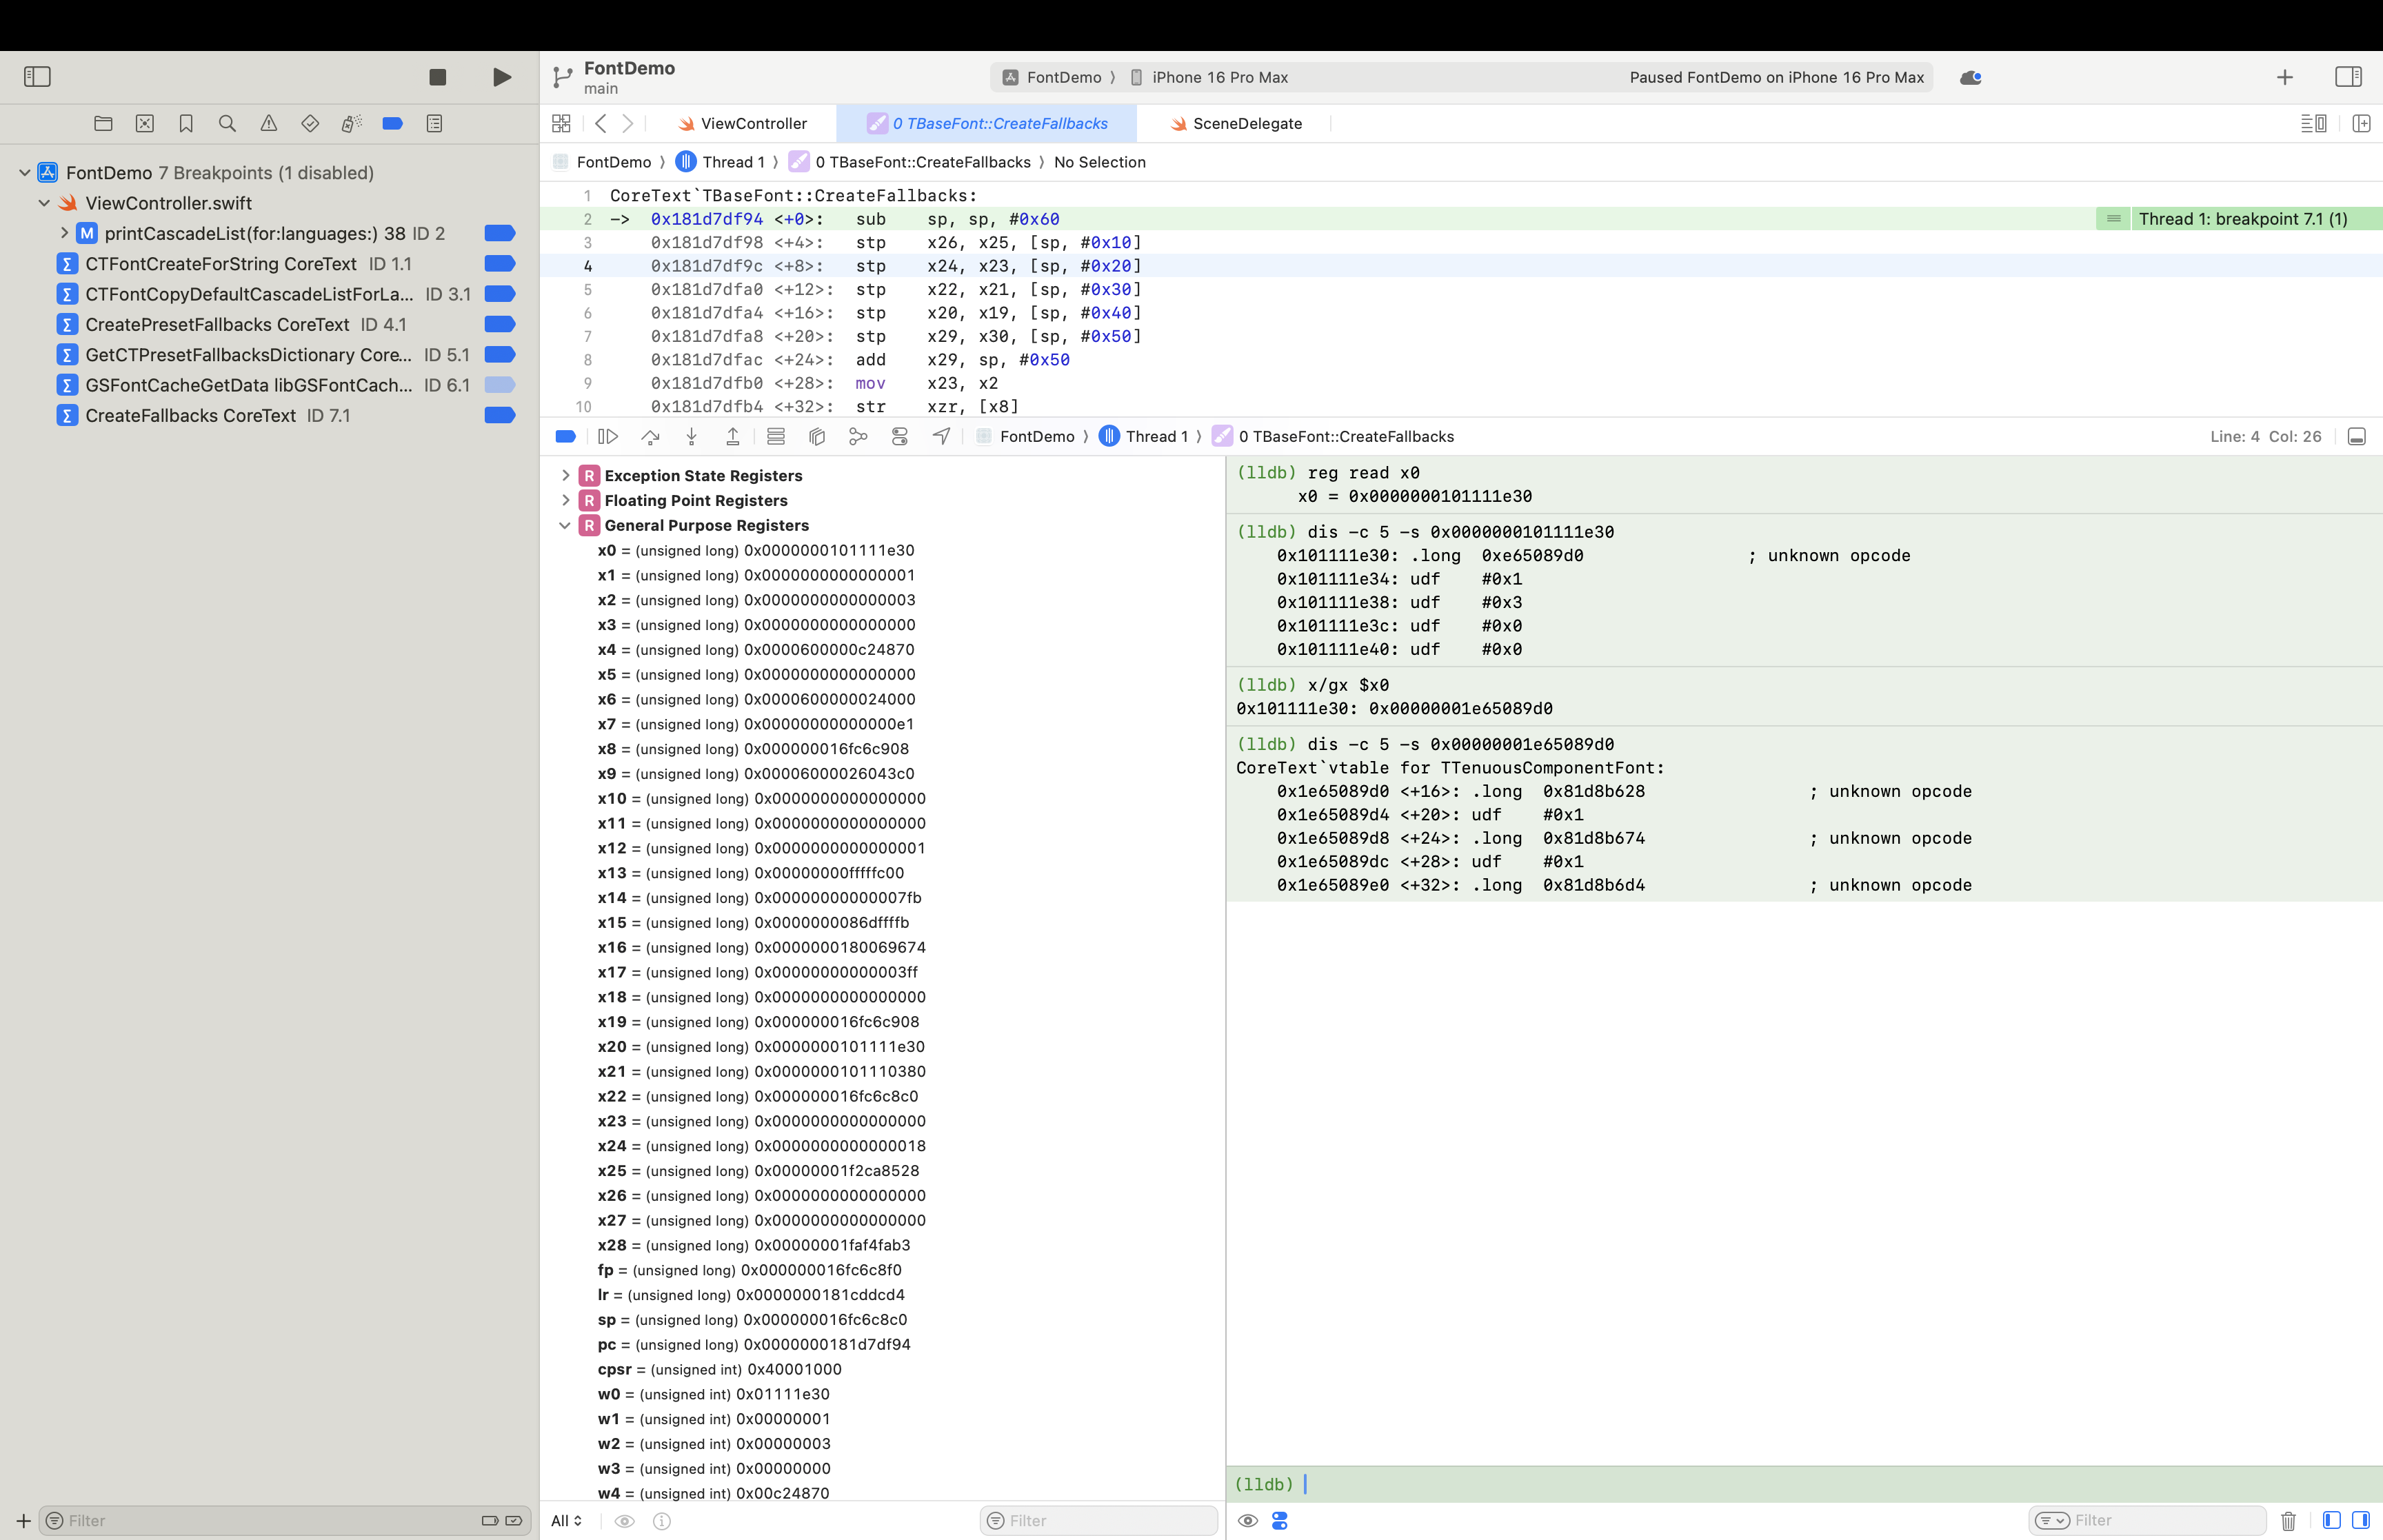 FontDemo
main
FontDemo 〉 iPhone 16 Pro Max
Paused FontDemo on iPhone 16 Pro Max
ViewController
0 TBaseFont::CreateFallbacks
SceneDelegate
FontDemo 〉 Thread 1 〉 0 TBaseFont::CreateFallbacks 〉 No Selection
FontDemo 7 Breakpoints (1 disabled)
ViewController.swift
M printCascadeList(for:languages:) 38 ID 2
Σ CTFontCreateForString CoreText ID 1.1
Σ CTFontCopyDefaultCascadeListForLa... ID 3.1
Σ CreatePresetFallbacks CoreText ID 4.1
Σ GetCTPresetFallbacksDictionary Core... ID 5.1
Σ GSFontCacheGetData libGSFontCach... ID 6.1
Σ CreateFallbacks CoreText ID 7.1
Filter
1 CoreText`TBaseFont::CreateFallbacks:
2 -> 0x181d7df94 <+0>: sub sp, sp, #0x60
Thread 1: breakpoint 7.1 (1)
3 0x181d7df98 <+4>: stp x26, x25, [sp, #0x10]
4 0x181d7df9c <+8>: stp x24, x23, [sp, #0x20]
5 0x181d7dfa0 <+12>: stp x22, x21, [sp, #0x30]
6 0x181d7dfa4 <+16>: stp x20, x19, [sp, #0x40]
7 0x181d7dfa8 <+20>: stp x29, x30, [sp, #0x50]
8 0x181d7dfac <+24>: add x29, sp, #0x50
9 0x181d7dfb0 <+28>: mov x23, x2
10 0x181d7dfb4 <+32>: str xzr, [x8]
FontDemo 〉 Thread 1 〉 0 TBaseFont::CreateFallbacks
Line: 4 Col: 26
R Exception State Registers
R Floating Point Registers
R General Purpose Registers
x0 = (unsigned long) 0x0000000101111e30
x1 = (unsigned long) 0x0000000000000001
x2 = (unsigned long) 0x0000000000000003
x3 = (unsigned long) 0x0000000000000000
x4 = (unsigned long) 0x0000600000c24870
x5 = (unsigned long) 0x0000000000000000
x6 = (unsigned long) 0x0000600000024000
x7 = (unsigned long) 0x00000000000000e1
x8 = (unsigned long) 0x000000016fc6c908
x9 = (unsigned long) 0x00006000026043c0
x10 = (unsigned long) 0x0000000000000000
x11 = (unsigned long) 0x0000000000000000
x12 = (unsigned long) 0x0000000000000001
x13 = (unsigned long) 0x00000000fffffc00
x14 = (unsigned long) 0x00000000000007fb
x15 = (unsigned long) 0x0000000086dffffb
x16 = (unsigned long) 0x0000000180069674
x17 = (unsigned long) 0x00000000000003ff
x18 = (unsigned long) 0x0000000000000000
x19 = (unsigned long) 0x000000016fc6c908
x20 = (unsigned long) 0x0000000101111e30
x21 = (unsigned long) 0x0000000101110380
x22 = (unsigned long) 0x000000016fc6c8c0
x23 = (unsigned long) 0x0000000000000000
x24 = (unsigned long) 0x0000000000000018
x25 = (unsigned long) 0x00000001f2ca8528
x26 = (unsigned long) 0x0000000000000000
x27 = (unsigned long) 0x0000000000000000
x28 = (unsigned long) 0x00000001faf4fab3
fp = (unsigned long) 0x000000016fc6c8f0
lr = (unsigned long) 0x0000000181cddcd4
sp = (unsigned long) 0x000000016fc6c8c0
pc = (unsigned long) 0x0000000181d7df94
cpsr = (unsigned int) 0x40001000
w0 = (unsigned int) 0x01111e30
w1 = (unsigned int) 0x00000001
w2 = (unsigned int) 0x00000003
w3 = (unsigned int) 0x00000000
w4 = (unsigned int) 0x00c24870
All
Filter
(lldb) reg read x0
x0 = 0x0000000101111e30
(lldb) dis -c 5 -s 0x0000000101111e30
0x101111e30: .long 0xe65089d0 ; unknown opcode
0x101111e34: udf #0x1
0x101111e38: udf #0x3
0x101111e3c: udf #0x0
0x101111e40: udf #0x0
(lldb) x/gx $x0
0x101111e30: 0x00000001e65089d0
(lldb) dis -c 5 -s 0x00000001e65089d0
CoreText`vtable for TTenuousComponentFont:
0x1e65089d0 <+16>: .long 0x81d8b628 ; unknown opcode
0x1e65089d4 <+20>: udf #0x1
0x1e65089d8 <+24>: .long 0x81d8b674 ; unknown opcode
0x1e65089dc <+28>: udf #0x1
0x1e65089e0 <+32>: .long 0x81d8b6d4 ; unknown opcode
(lldb)
Filter